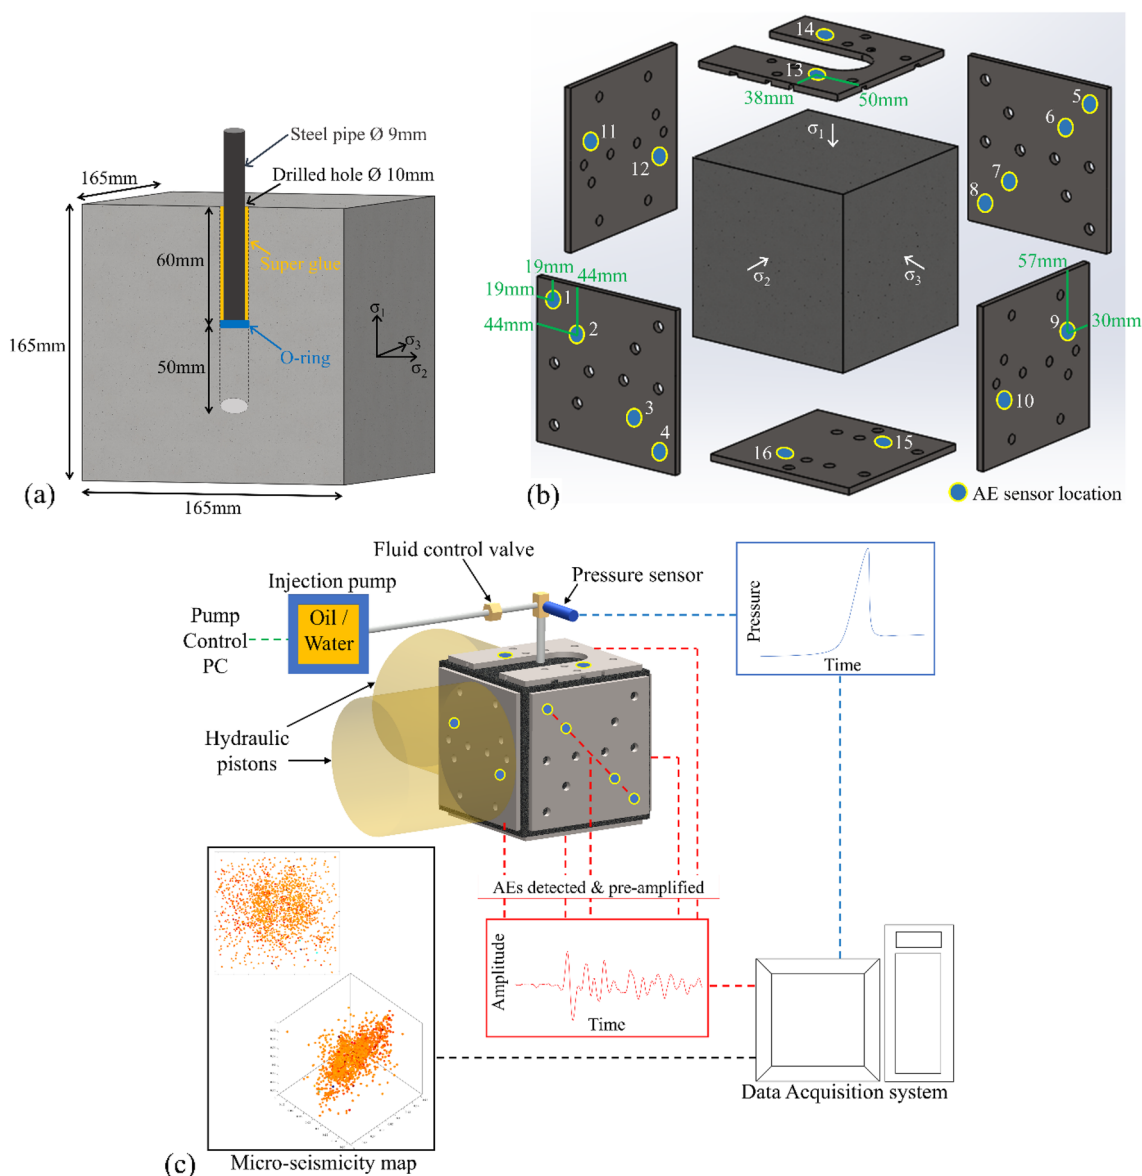 (a)
Steel pipe Ø 9mm
Drilled hole Ø 10mm
165mm
60mm
Super glue
165mm
50mm
O-ring
σ1
σ3
σ2
165mm
(b)
14
13
38mm
50mm
11
12
σ1
σ2
σ3
5
6
7
8
19mm
44mm
19mm
1
44mm
2
3
4
57mm
9
30mm
10
15
16
AE sensor location
(c)
Fluid control valve
Injection pump
Pressure sensor
Pump
Control
PC
Oil /
Water
Pressure
Time
Hydraulic
pistons
AEs detected & pre-amplified
Amplitude
Time
Data Acquisition system
Micro-seismicity map